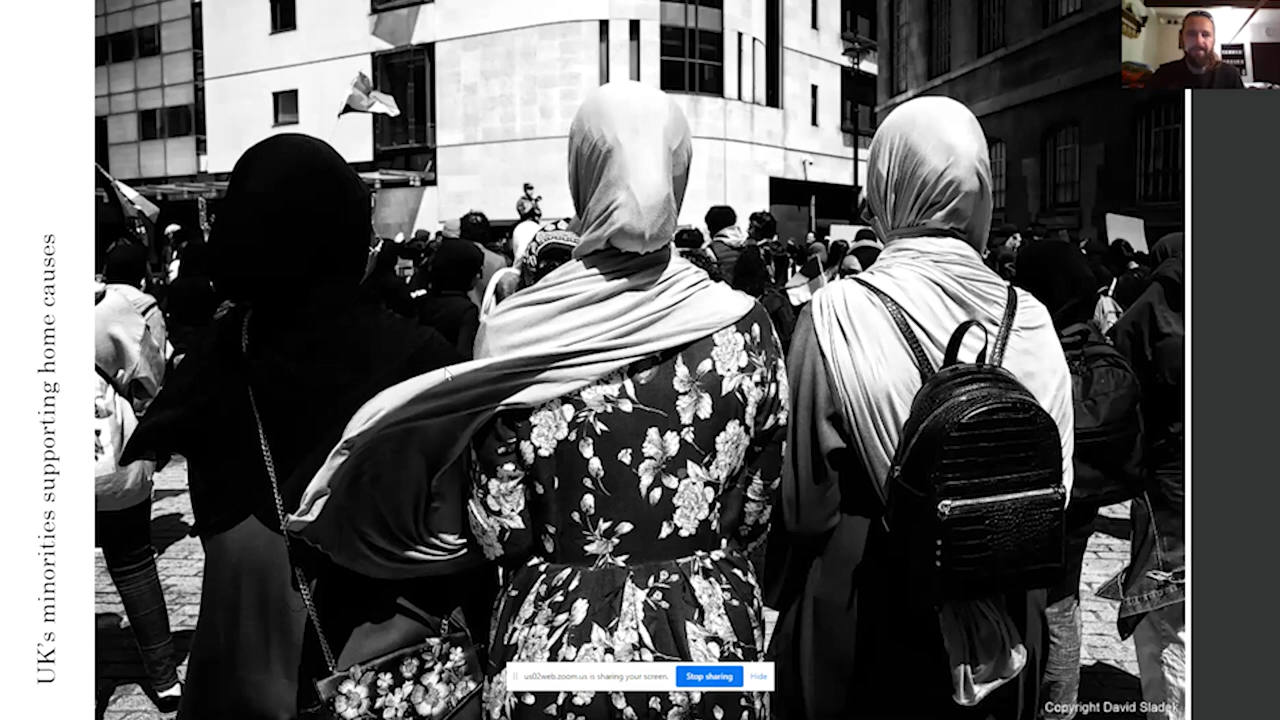 UK's minorities supporting home causes
us02web.zoom.us is sharing your screen.
Stop sharing
Hide
Copyright David Sladek